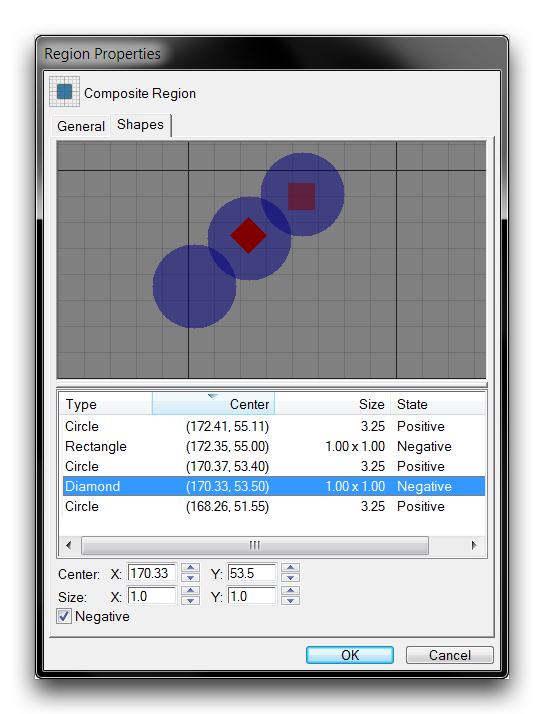 Region Properties
Composite Region
General Shapes
Type Center Size State
Circle (172.41, 55.11) 3.25 Positive
Rectangle (172.35, 55.00) 1.00 x 1.00 Negative
Circle (170.37, 53.40) 3.25 Positive
Diamond (170.33, 53.50) 1.00 x 1.00 Negative
Circle (168.26, 51.55) 3.25 Positive
Center: X: 170.33 Y: 53.5
Size: X: 1.0 Y: 1.0
Negative
OK Cancel